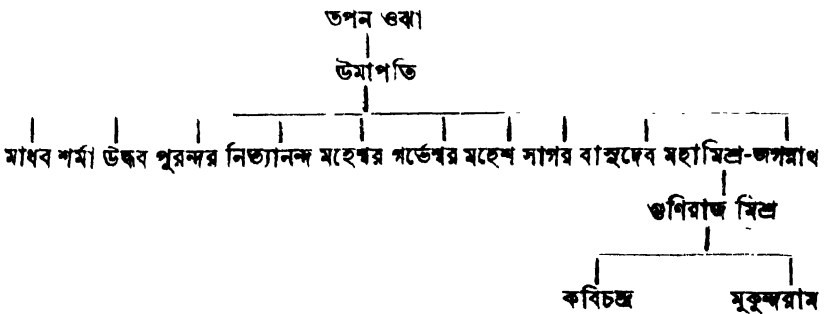 তপন ওঝা
উমাপতি
মাধব শর্মা উদ্ধব পুরন্দর নিত্যানন্দ মহেশ্বর গর্ভেশ্বর মহেশ সাগর বাসুদেব মহামিশ্র-জগন্নাথ
গুণিরাজ মিশ্র
কবিচন্দ্র মুকুন্দরাম